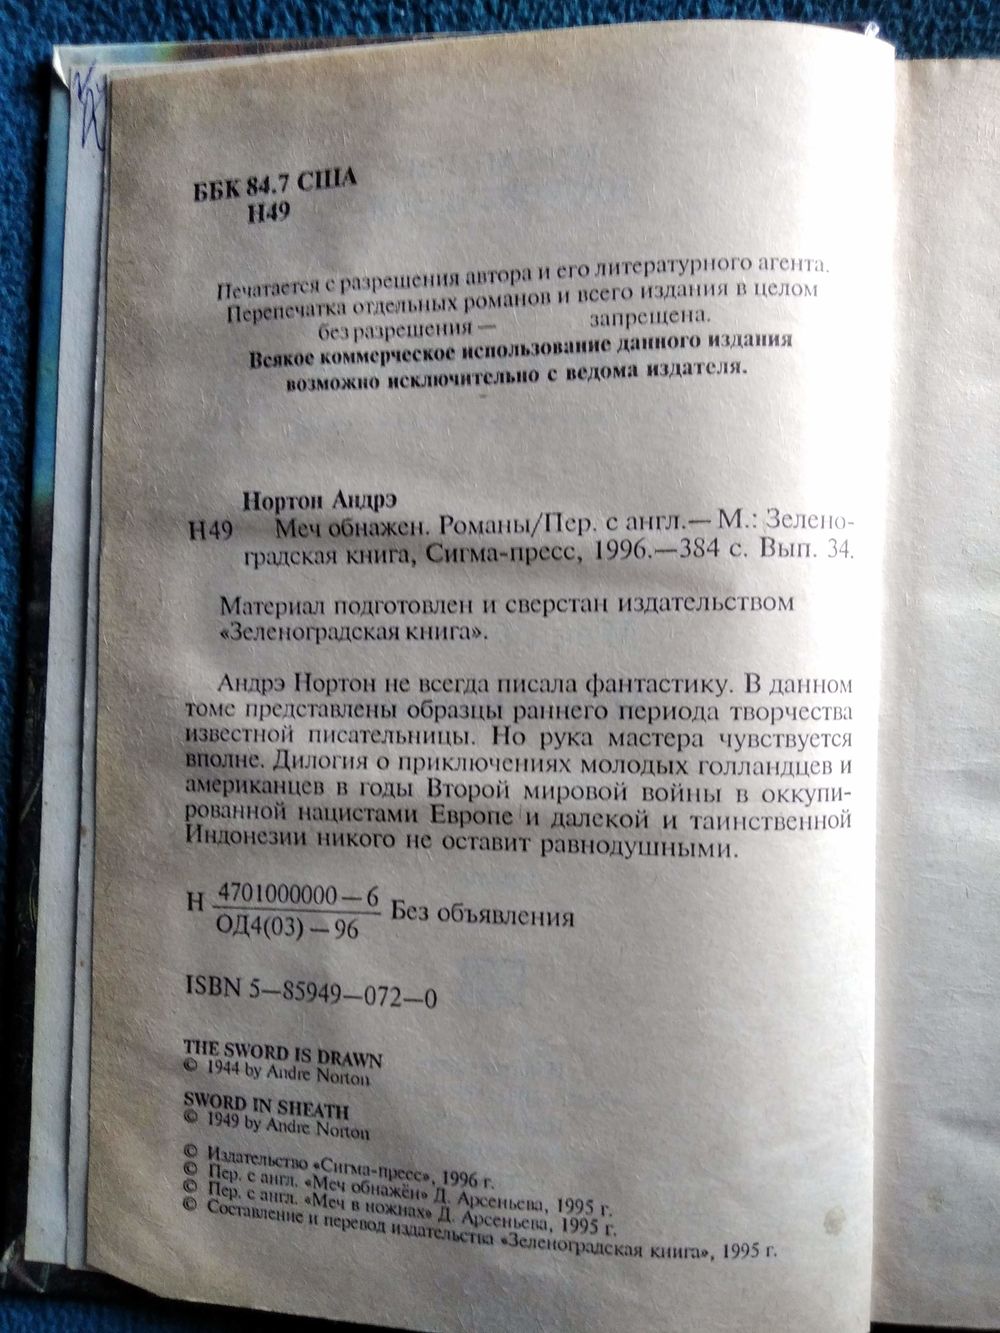 ББК 84.7 США
Н49
Печатается с разрешения автора и его литературного агента.
Перепечатка отдельных романов и всего издания в целом
без разрешения — запрещена.
Всякое коммерческое использование данного издания
возможно исключительно с ведома издателя.
Нортон Андрэ
Н49 Меч обнажен. Романы/Пер. с англ.— М.: Зелено-
градская книга, Сигма-пресс, 1996.—384 с. Вып. 34.
Материал подготовлен и сверстан издательством
«Зеленоградская книга».
Андрэ Нортон не всегда писала фантастику. В данном
томе представлены образцы раннего периода творчества
известной писательницы. Но рука мастера чувствуется
вполне. Дилогия о приключениях молодых голландцев и
американцев в годы Второй мировой войны в оккупи-
рованной нацистами Европе и далекой и таинственной
Индонезии никого не оставит равнодушными.
Н 4701000000—6
ОД4(03)—96 Без объявления
ISBN 5—85949—072—0
THE SWORD IS DRAWN
© 1944 by Andre Norton
SWORD IN SHEATH
© 1949 by Andre Norton
© Издательство «Сигма-пресс», 1996 г.
© Пер. с англ. «Меч обнажён» Д. Арсеньева, 1995 г.
© Пер. с англ. «Меч в ножнах» Д. Арсеньева, 1995 г.
© Составление и перевод издательства «Зеленоградская книга», 1995 г.